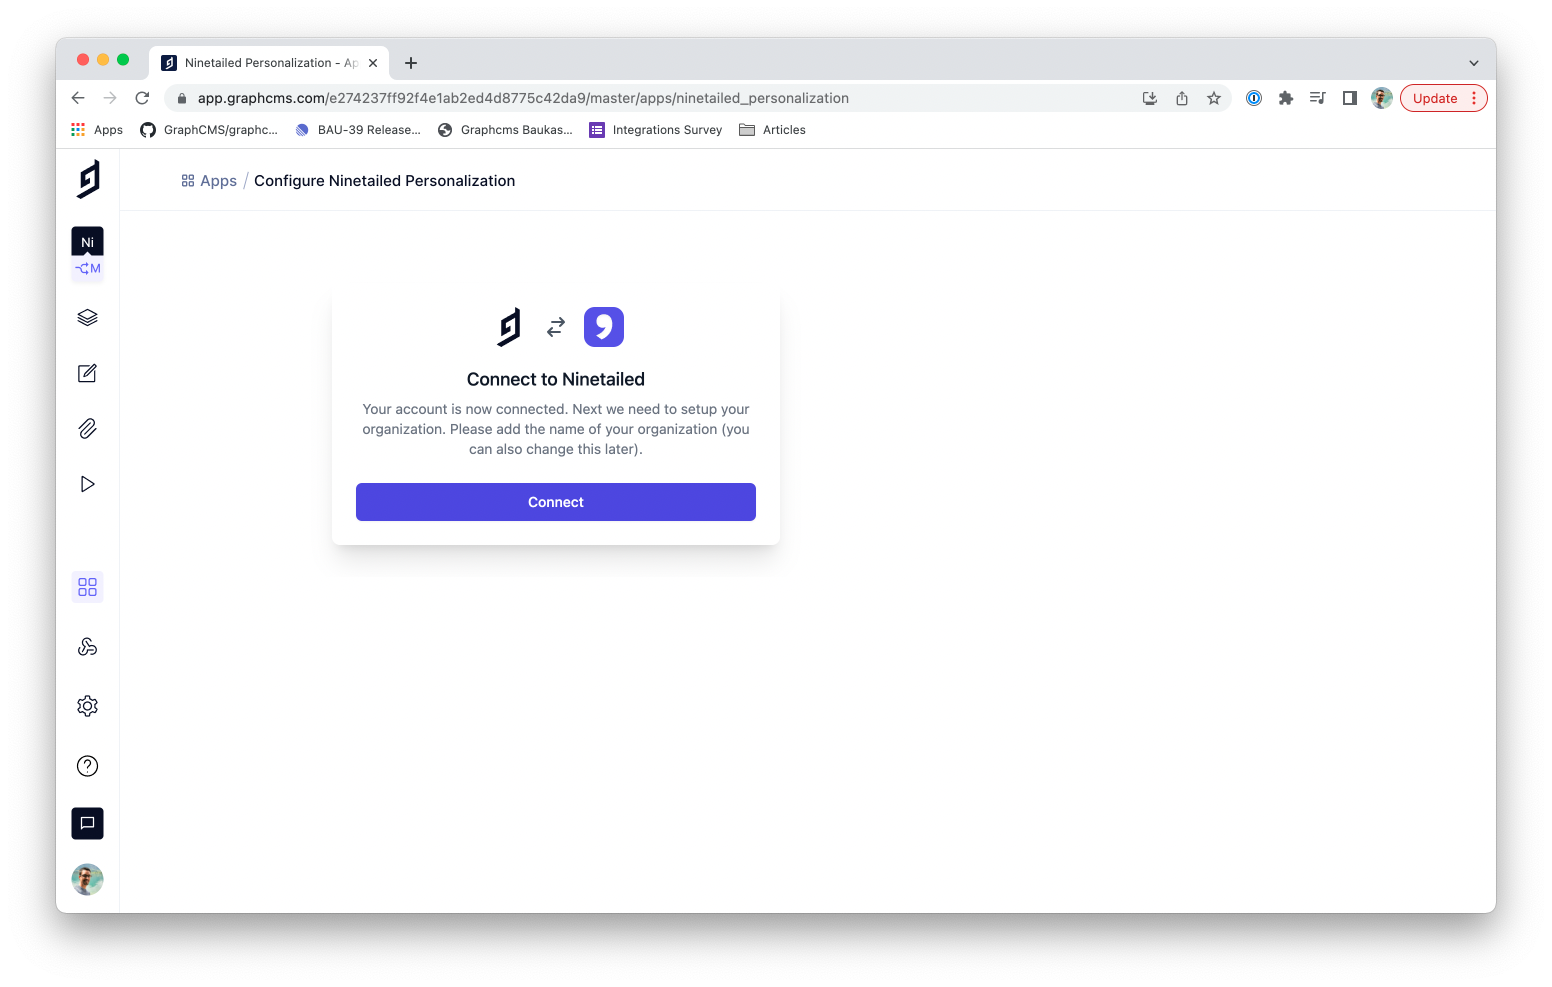 Ninetailed Personalization – Ap
app.graphcms.com/e274237ff92f4e1ab2ed4d8775c42da9/master/apps/ninetailed_personalization
Update
Apps
GraphCMS/graphc...
BAU-39 Release...
Graphcms Baukas...
Integrations Survey
Articles
Apps / Configure Ninetailed Personalization
Ni
M
Connect to Ninetailed
Your account is now connected. Next we need to setup your
organization. Please add the name of your organization (you
can also change this later).
Connect